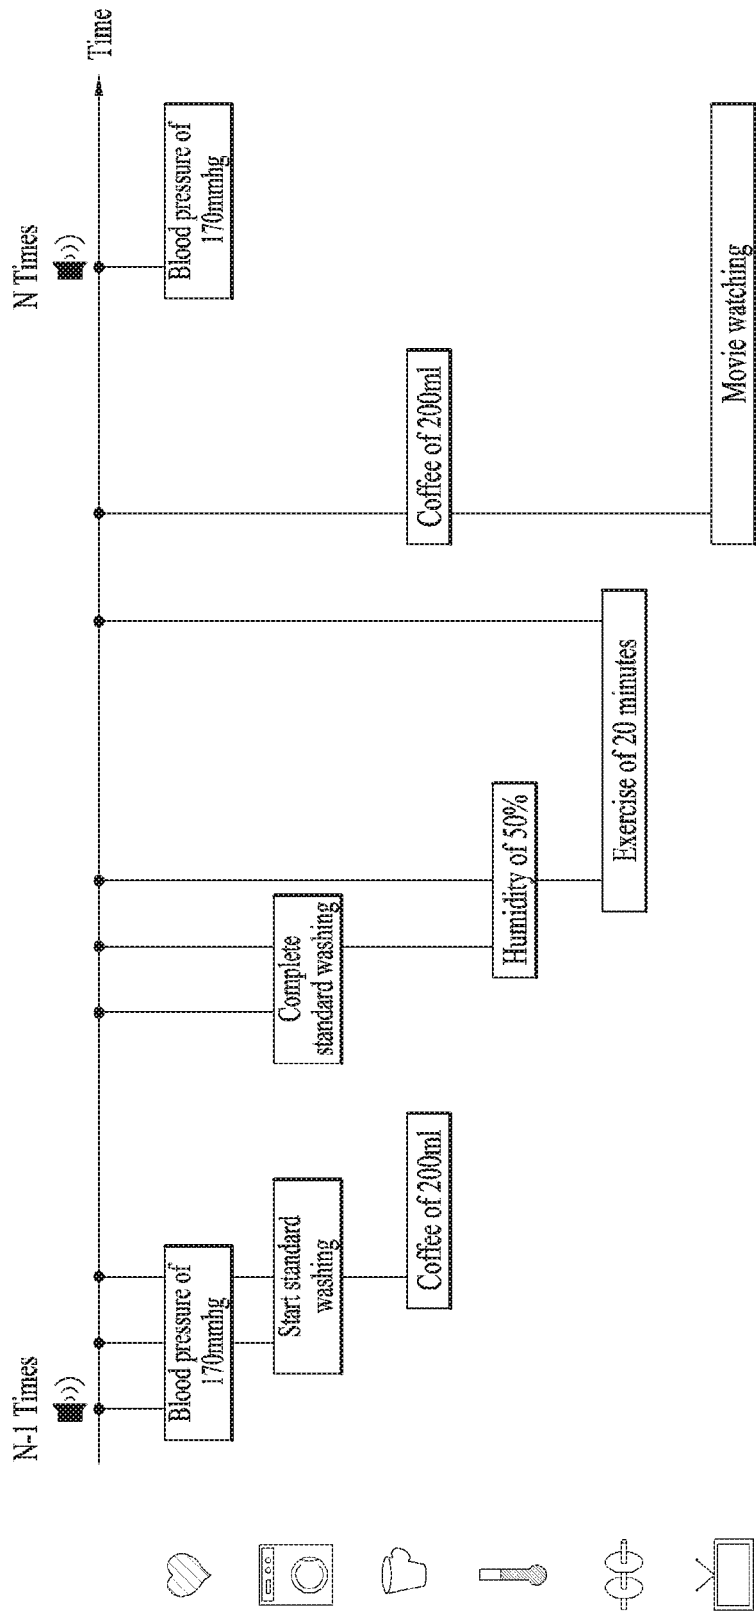 N-1 Times
N Times
Time
Blood pressure of
170mmhg
Blood pressure of
170mmhg
Start standard
washing
Complete
standard washing
Coffee of 200ml
Coffee of 200ml
Humidity of 50%
Exercise of 20 minutes
Movie watching